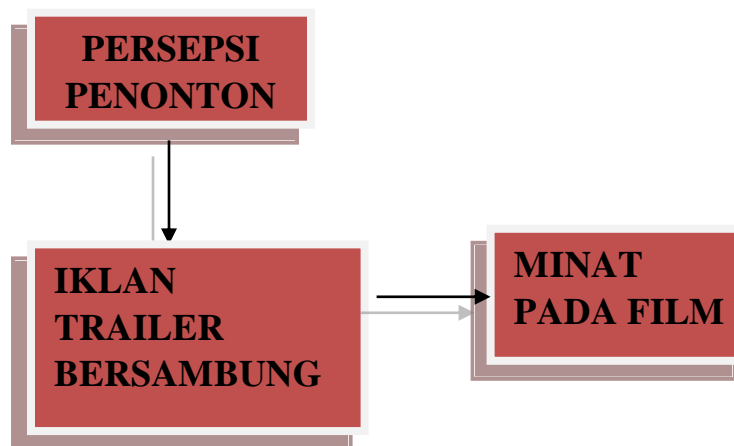 PERSEPSI
PENONTON
IKLAN
TRAILER
BERSAMBUNG
MINAT
PADA FILM